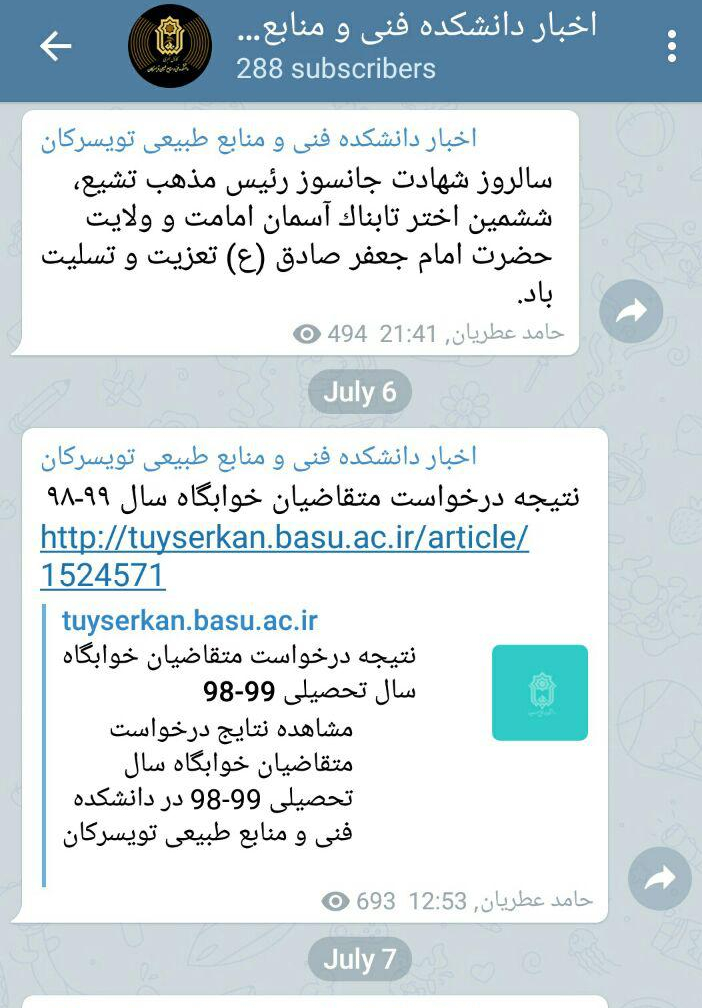 اخبار دانشکده فنی و منابع...
288 subscribers
اخبار دانشکده فنی و منابع طبیعی تویسرکان
سالروز شهادت جانسوز رئیس مذهب تشیع،
ششمین اختر تابناك آسمان امامت و ولایت
حضرت امام جعفر صادق (ع) تعزیت و تسلیت
باد.
حامد عطریان, 21:41 494
July 6
اخبار دانشکده فنی و منابع طبیعی تویسرکان
نتیجه درخواست متقاضیان خوابگاه سال ۹۹-۹۸
http://tuyserkan.basu.ac.ir/article/
1524571
tuyserkan.basu.ac.ir
نتیجه درخواست متقاضیان خوابگاه
سال تحصیلی 99-98
مشاهده نتایج درخواست
متقاضیان خوابگاه سال
تحصیلی 99-98 در دانشکده
فنی و منابع طبیعی تویسرکان
حامد عطریان, 12:53 693
July 7